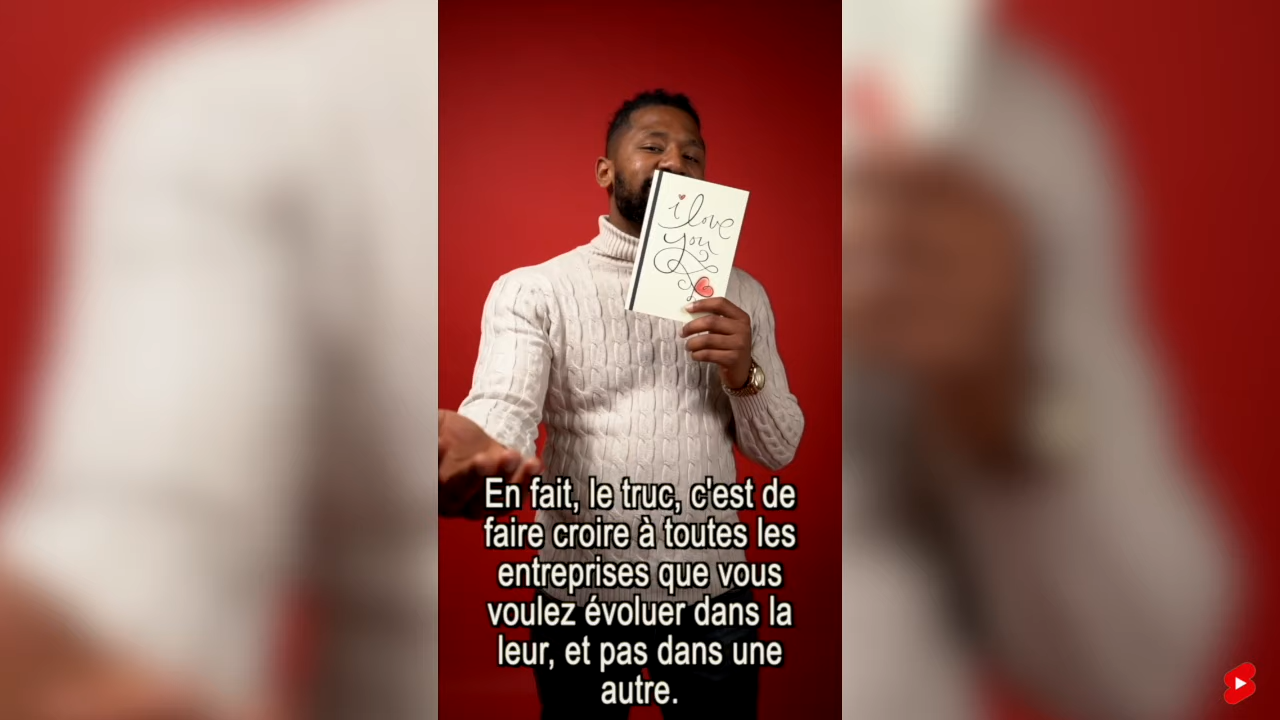 i love
you
En fait, le truc, c'est de
faire croire à toutes les
entreprises que vous
voulez évoluer dans la
leur, et pas dans une
autre.